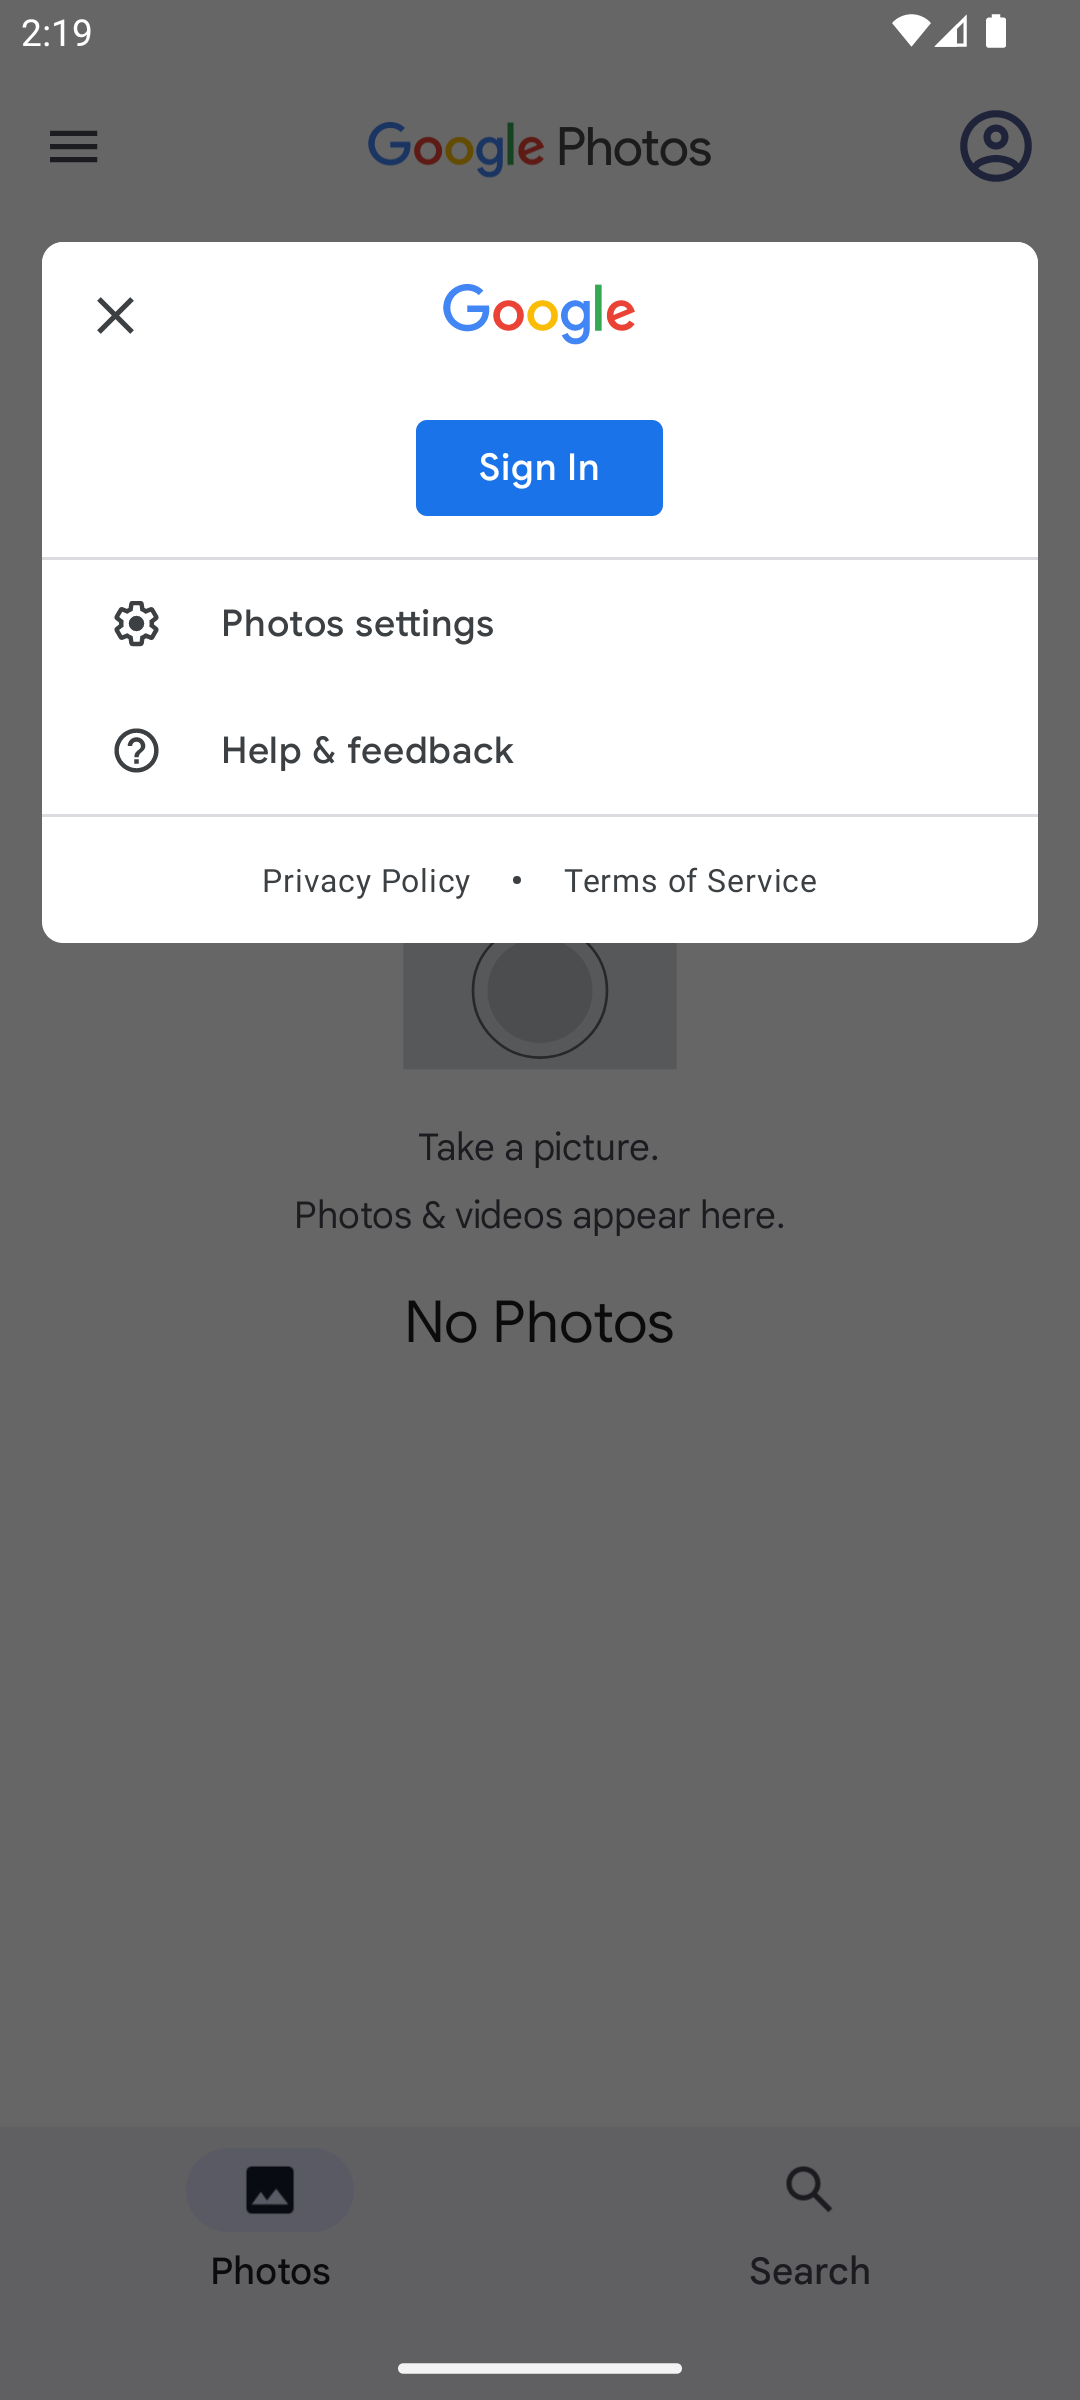 2:19
Google Photos
Google
Sign In
Photos settings
Help & feedback
Privacy Policy • Terms of Service
Take a picture.
Photos & videos appear here.
No Photos
Photos
Search